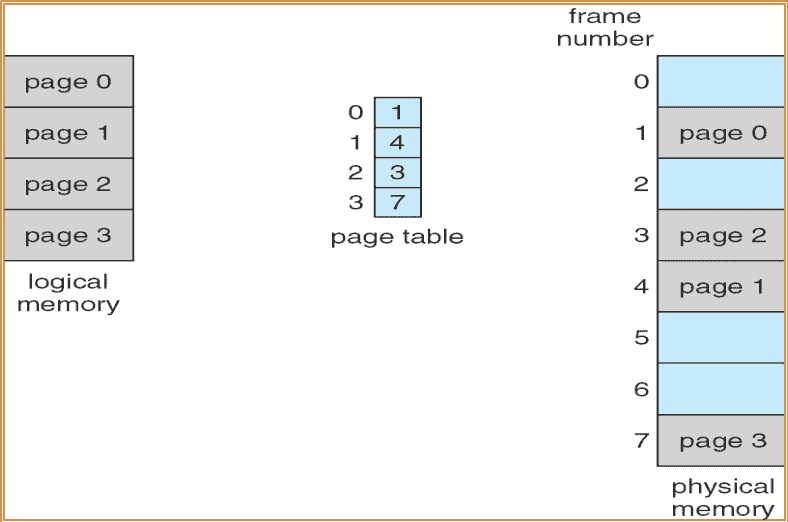 page 0
page 1
page 2
page 3
logical
memory
0 1
1 4
2 3
3 7
page table
frame
number
0
1 page 0
2
3 page 2
4 page 1
5
6
7 page 3
physical
memory